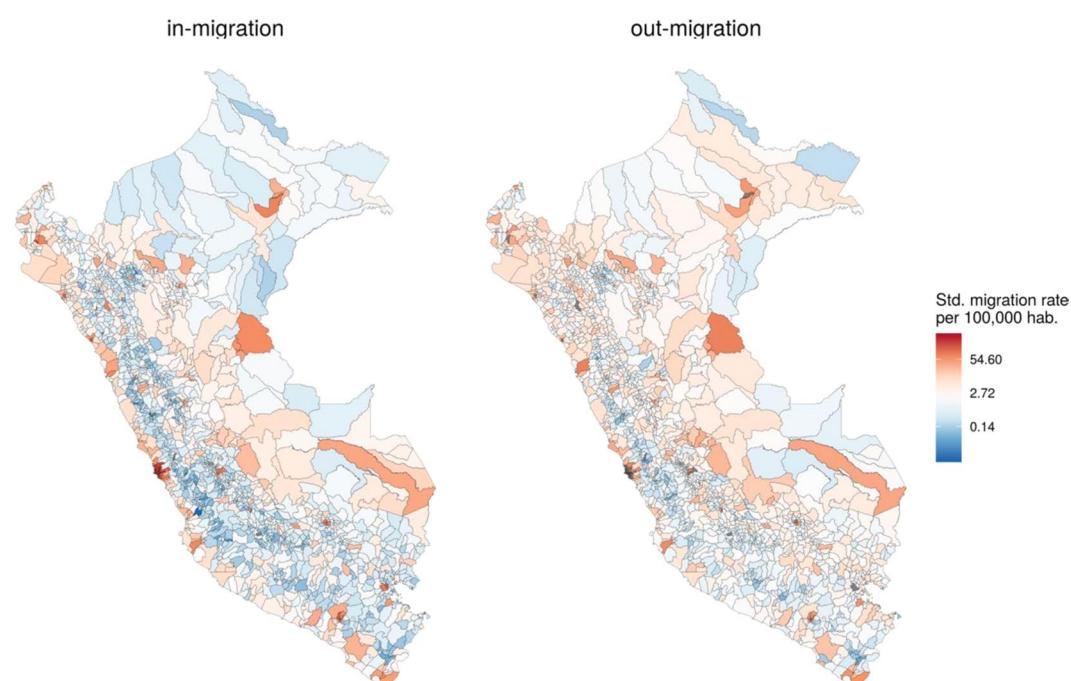 in-migration
out-migration
Std. migration rate
per 100,000 hab.
54.60
2.72
0.14